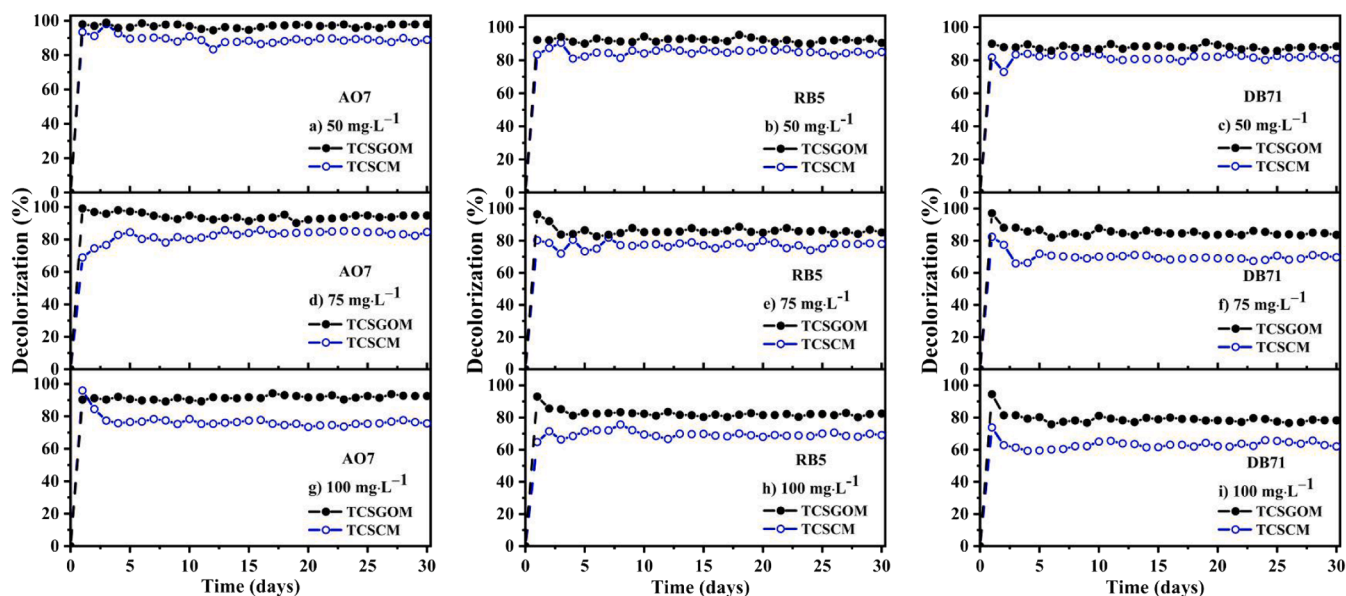 100
80
60
40
20
0
AO7
a) 50 mg·L⁻¹
TCSGOM
TCSCM
100
80
60
40
20
0
AO7
d) 75 mg·L⁻¹
TCSGOM
TCSCM
100
80
60
40
20
0
AO7
g) 100 mg·L⁻¹
TCSGOM
TCSCM
Decolorization (%)
0 5 10 15 20 25 30
Time (days)
100
80
60
40
20
0
RB5
b) 50 mg·L⁻¹
TCSGOM
TCSCM
100
80
60
40
20
0
RB5
e) 75 mg·L⁻¹
TCSGOM
TCSCM
100
80
60
40
20
0
RB5
h) 100 mg·L⁻¹
TCSGOM
TCSCM
Decolorization (%)
0 5 10 15 20 25 30
Time (days)
100
80
60
40
20
0
DB71
c) 50 mg·L⁻¹
TCSGOM
TCSCM
100
80
60
40
20
0
DB71
f) 75 mg·L⁻¹
TCSGOM
TCSCM
100
80
60
40
20
0
DB71
i) 100 mg·L⁻¹
TCSGOM
TCSCM
Decolorization (%)
0 5 10 15 20 25 30
Time (days)